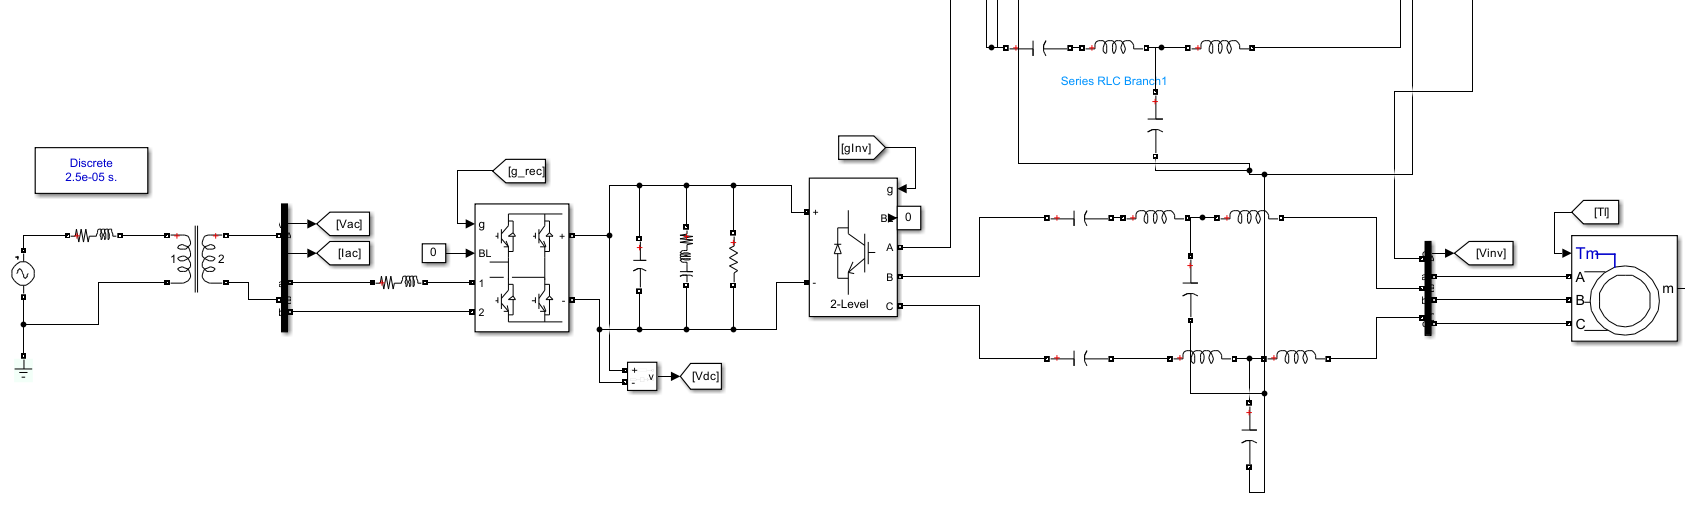 Series RLC Branch1
Discrete
2.5e-05 s.
[gInv]
[g_rec]
[Vac]
[Iac]
1
2
g
BL
0
1
2
+
-
g
0
+
-
A
B
C
2-Level
+
-
v
[Vdc]
[Tl]
[Vinv]
Tm
A
B
C
m